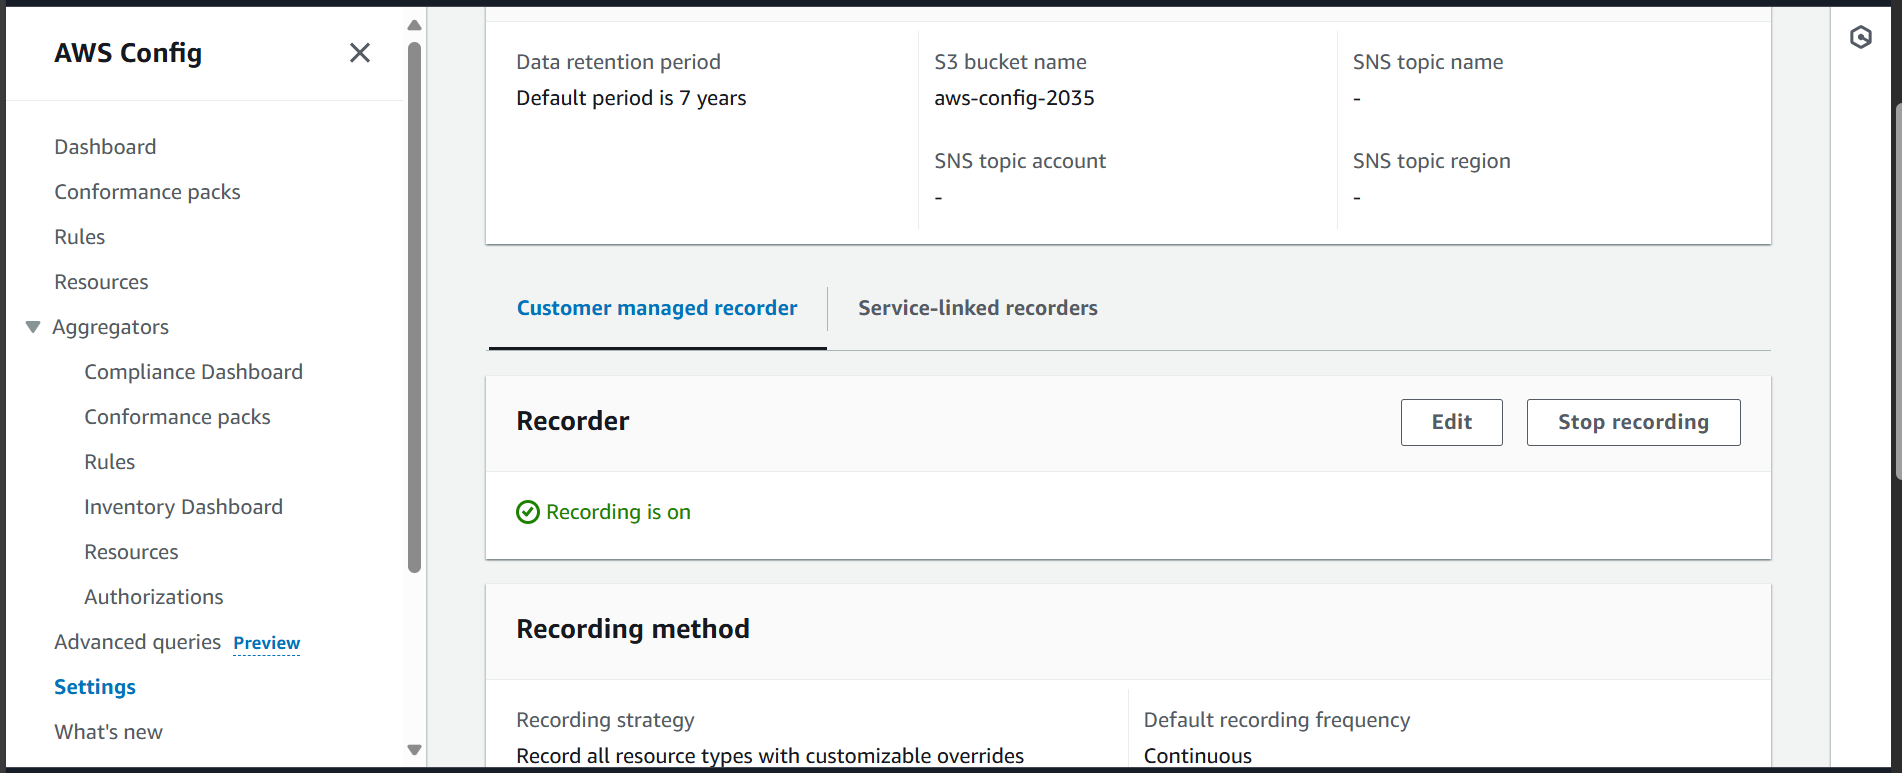 AWS Config
Dashboard
Conformance packs
Rules
Resources
Aggregators
Compliance Dashboard
Conformance packs
Rules
Inventory Dashboard
Resources
Authorizations
Advanced queries Preview
Settings
What's new
Data retention period
Default period is 7 years
S3 bucket name
aws-config-2035
SNS topic name
-
SNS topic account
-
SNS topic region
-
Customer managed recorder
Service-linked recorders
Recorder
Edit
Stop recording
Recording is on
Recording method
Recording strategy
Record all resource types with customizable overrides
Default recording frequency
Continuous